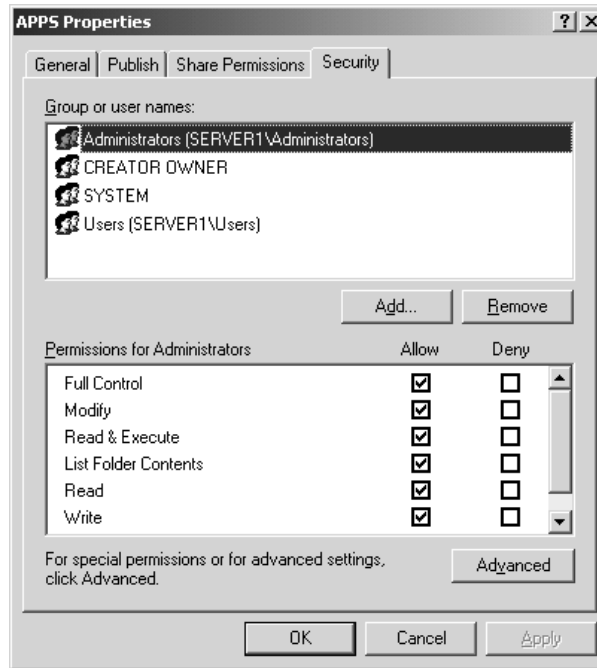 APPS Properties
General Publish Share Permissions Security
Group or user names:
Administrators (SERVER1\Administrators)
CREATOR OWNER
SYSTEM
Users (SERVER1\Users)
Add... Remove
Permissions for Administrators Allow Deny
Full Control
Modify
Read & Execute
List Folder Contents
Read
Write
For special permissions or for advanced settings,
click Advanced.
Advanced
OK Cancel Apply